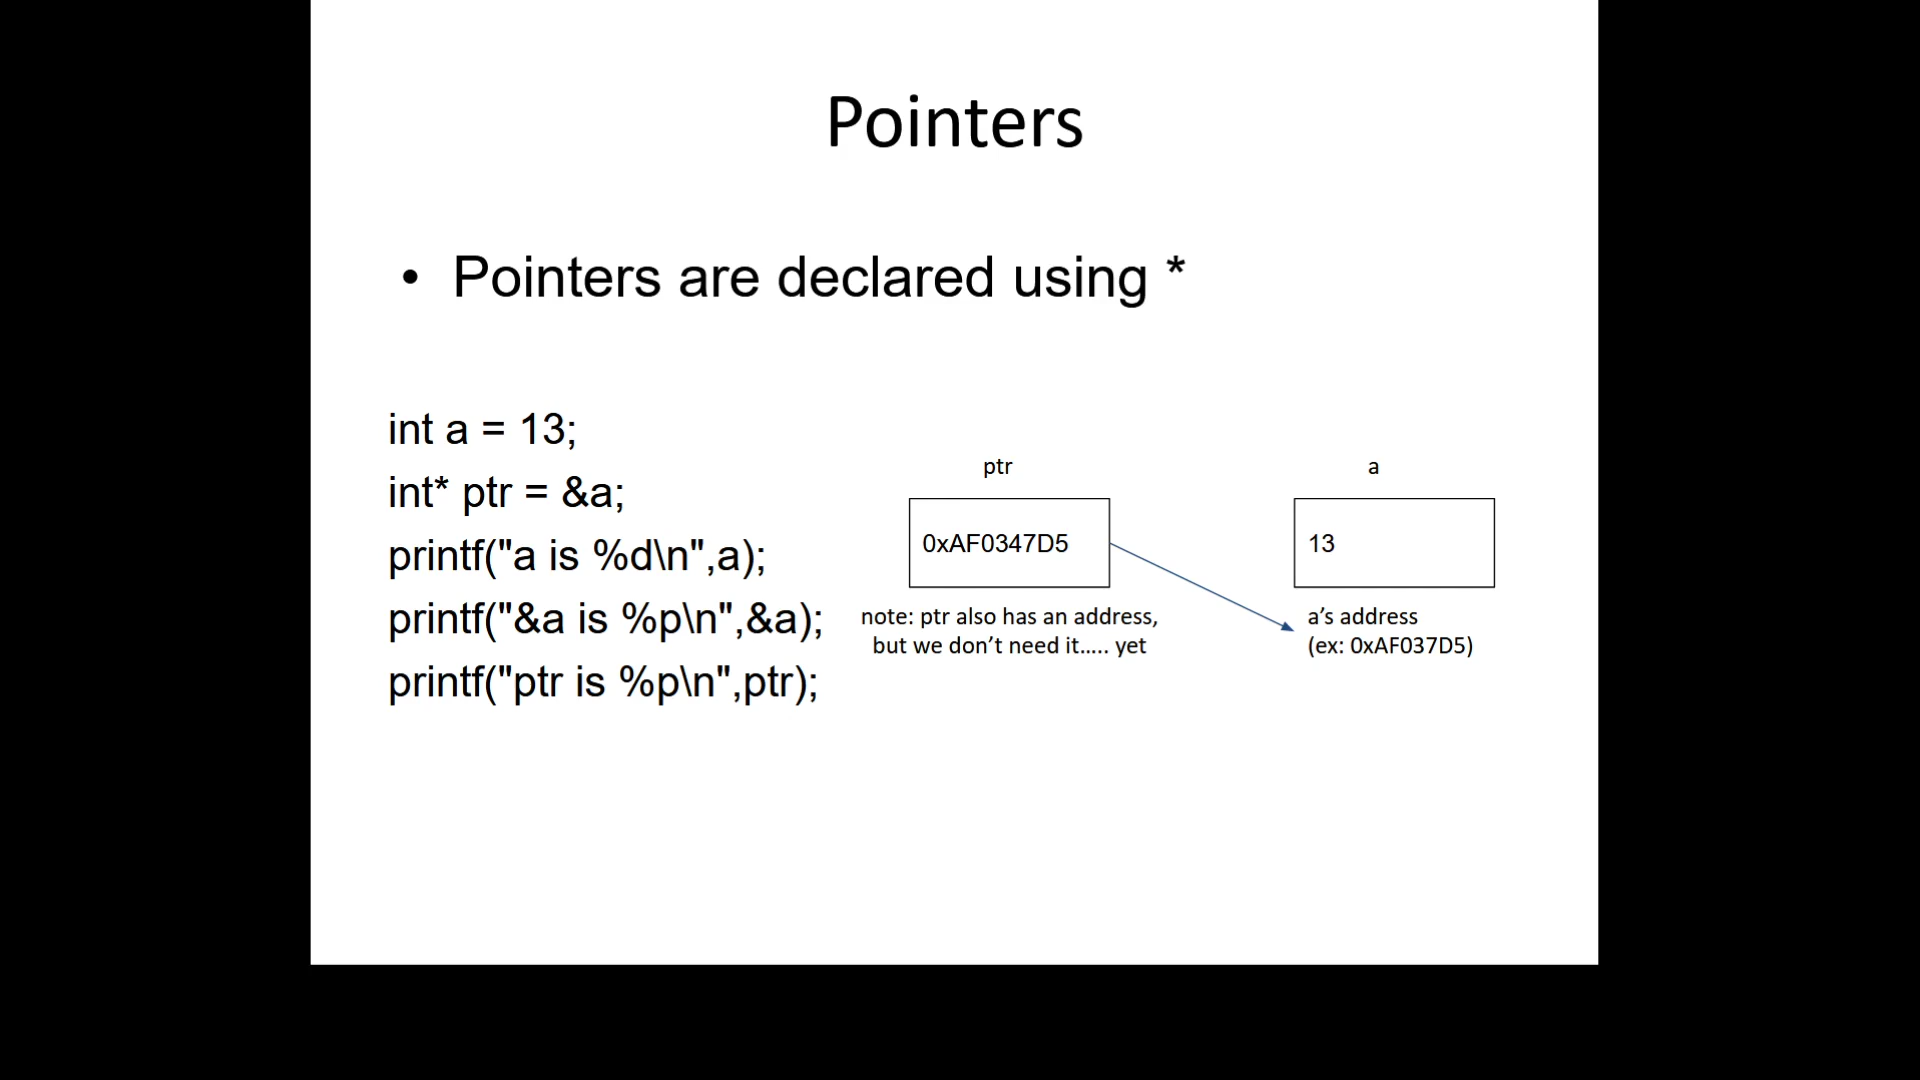 Pointers
• Pointers are declared using *
int a = 13;
int* ptr = &a;
printf("a is %d\n",a);
printf("&a is %p\n",&a);
printf("ptr is %p\n",ptr);
ptr
0xAF0347D5
note: ptr also has an address,
but we don’t need it..... yet
a
13
a’s address
(ex: 0xAF037D5)